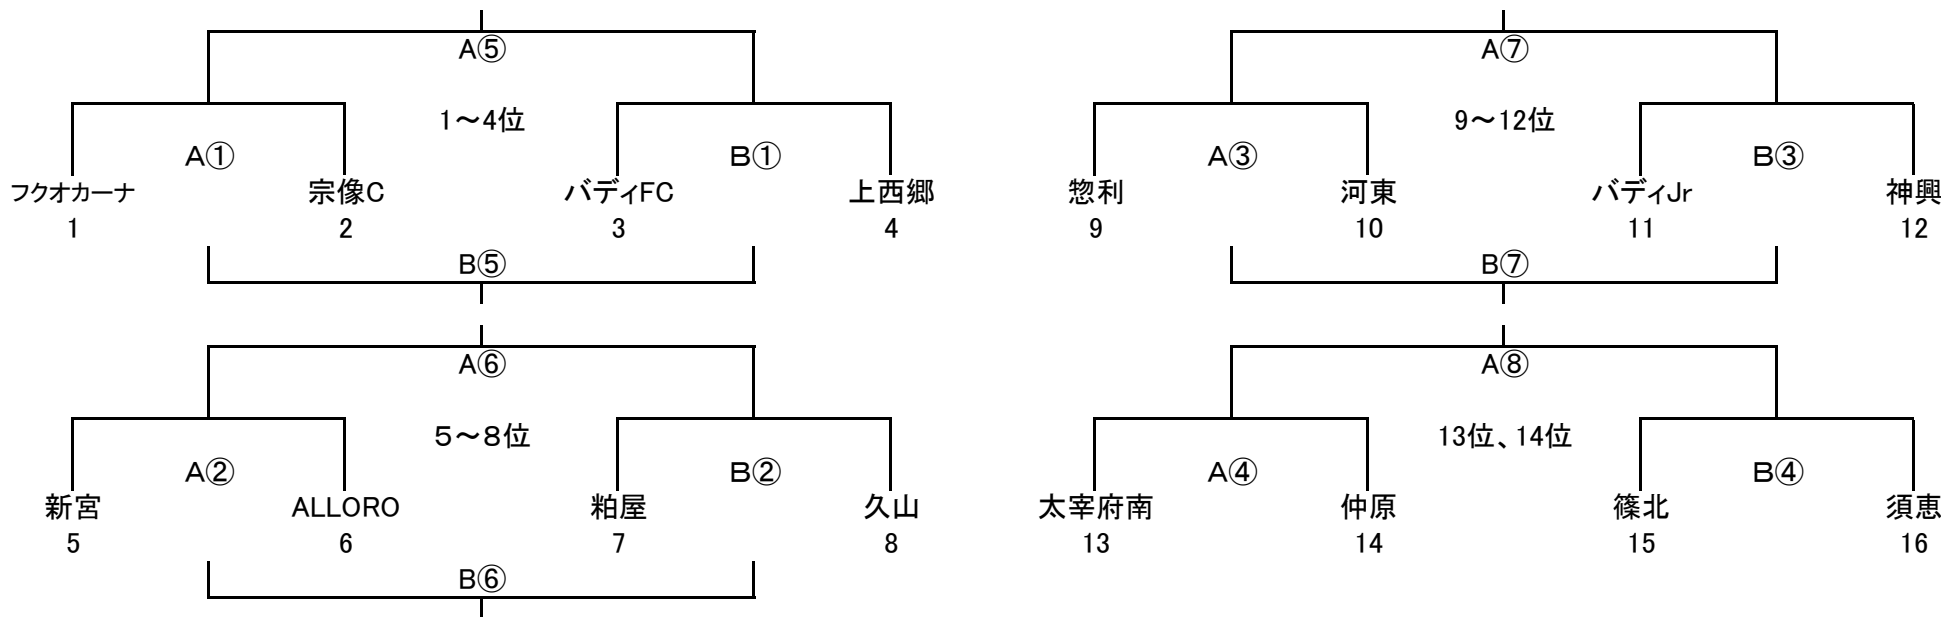 A⑤
1～4位
A① B①
フクオカーナ 宗像C バディFC 上西郷
1 2 3 4
B⑤
A⑦
9～12位
A③ B③
惣利 河東 バディJr 神興
9 10 11 12
B⑦
A⑥
5～8位
A② B②
新宮 ALLORO 粕屋 久山
5 6 7 8
B⑥
A⑧
13位、14位
A④ B④
太宰府南 仲原 篠北 須恵
13 14 15 16